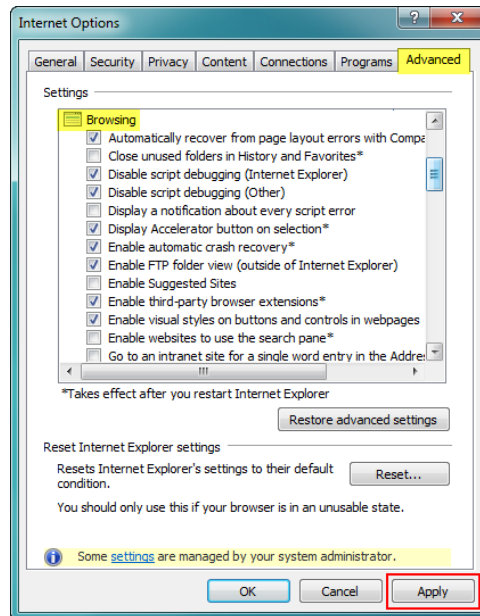 Internet Options
General Security Privacy Content Connections Programs Advanced
Settings
Browsing
Automatically recover from page layout errors with Compa
Close unused folders in History and Favorites*
Disable script debugging (Internet Explorer)
Disable script debugging (Other)
Display a notification about every script error
Display Accelerator button on selection*
Enable automatic crash recovery*
Enable FTP folder view (outside of Internet Explorer)
Enable Suggested Sites
Enable third-party browser extensions*
Enable visual styles on buttons and controls in webpages
Enable websites to use the search pane*
Go to an intranet site for a single word entry in the Addre
*Takes effect after you restart Internet Explorer
Restore advanced settings
Reset Internet Explorer settings
Resets Internet Explorer's settings to their default
condition.
Reset...
You should only use this if your browser is in an unusable state.
Some settings are managed by your system administrator.
OK Cancel Apply